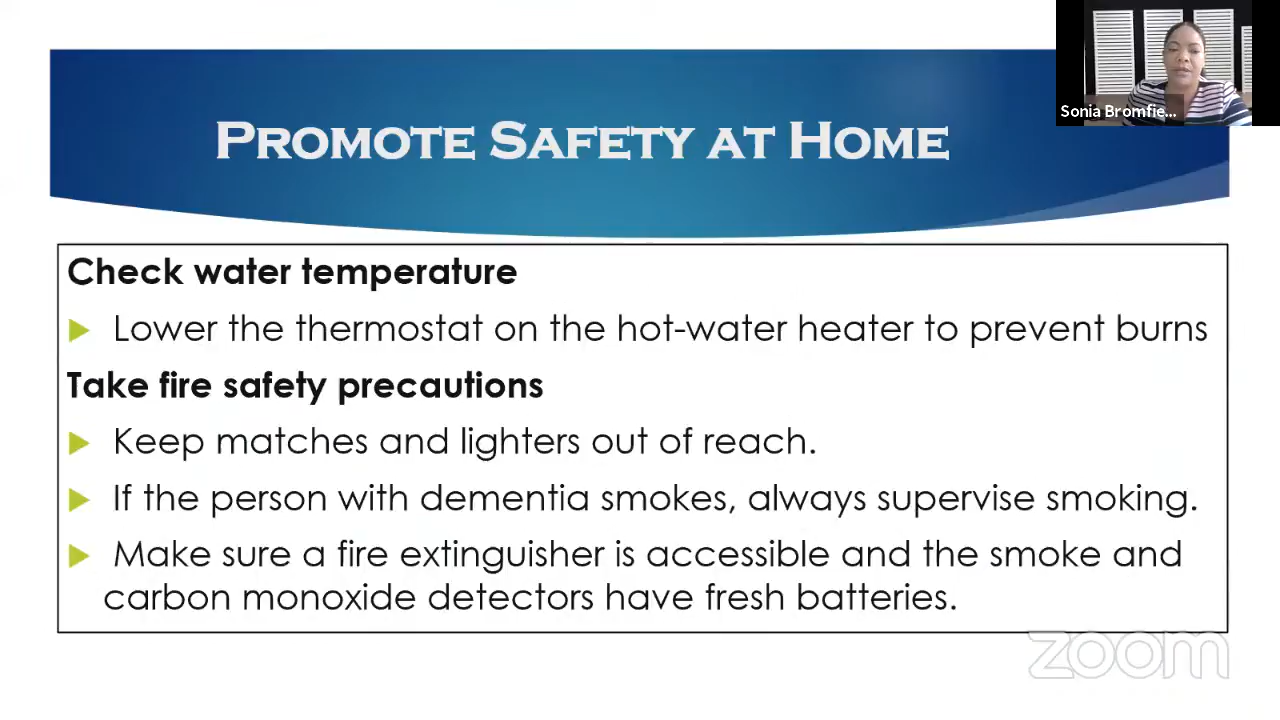 Sonia Bromfie...
PROMOTE SAFETY AT HOME
Check water temperature
Lower the thermostat on the hot-water heater to prevent burns
Take fire safety precautions
Keep matches and lighters out of reach.
If the person with dementia smokes, always supervise smoking.
Make sure a fire extinguisher is accessible and the smoke and
carbon monoxide detectors have fresh batteries.
zoom